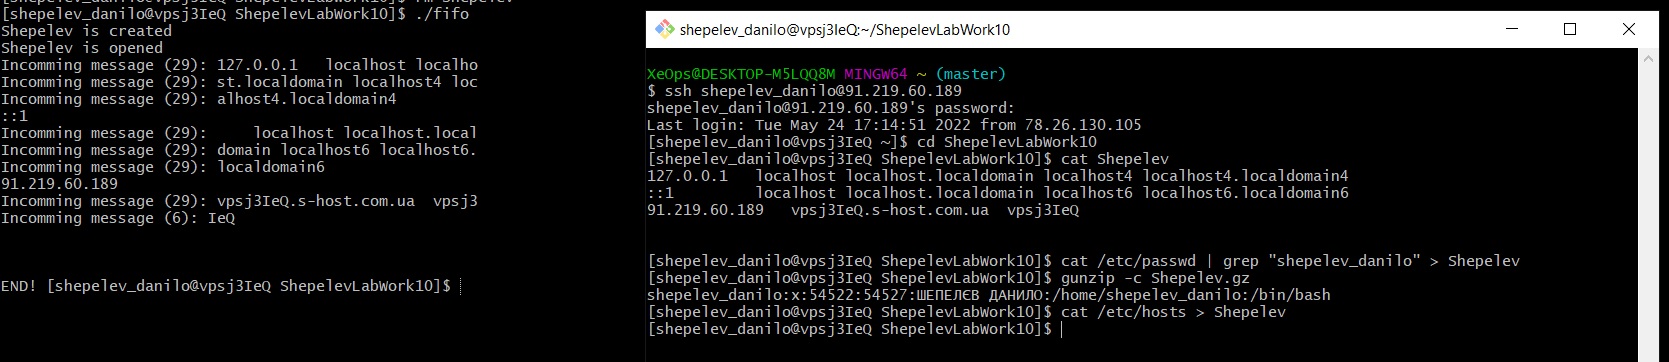 [shepelev_danilo@vpsj3IeQ ShepelevLabWork10]$ ./fifo
Shepelev is created
Shepelev is opened
Incomming message (29): 127.0.0.1   localhost localho
Incomming message (29): st.localdomain localhost4 loc
Incomming message (29): alhost4.localdomain4
::1
Incomming message (29):     localhost localhost.local
Incomming message (29): domain localhost6 localhost6.
Incomming message (29): localdomain6
91.219.60.189
Incomming message (29): vpsj3IeQ.s-host.com.ua  vpsj3
Incomming message (6): IeQ
END! [shepelev_danilo@vpsj3IeQ ShepelevLabWork10]$
shepelev_danilo@vpsj3IeQ:~/ShepelevLabWork10
XeOps@DESKTOP-M5LQQ8M MINGW64 ~ (master)
$ ssh shepelev_danilo@91.219.60.189
shepelev_danilo@91.219.60.189's password:
Last login: Tue May 24 17:14:51 2022 from 78.26.130.105
[shepelev_danilo@vpsj3IeQ ~]$ cd ShepelevLabWork10
[shepelev_danilo@vpsj3IeQ ShepelevLabWork10]$ cat Shepelev
127.0.0.1   localhost localhost.localdomain localhost4 localhost4.localdomain4
::1         localhost localhost.localdomain localhost6 localhost6.localdomain6
91.219.60.189   vpsj3IeQ.s-host.com.ua  vpsj3IeQ
[shepelev_danilo@vpsj3IeQ ShepelevLabWork10]$ cat /etc/passwd | grep "shepelev_danilo" > Shepelev
[shepelev_danilo@vpsj3IeQ ShepelevLabWork10]$ gunzip -c Shepelev.gz
shepelev_danilo:x:54522:54527:ШЕПЕЛЄВ ДАНИЛО:/home/shepelev_danilo:/bin/bash
[shepelev_danilo@vpsj3IeQ ShepelevLabWork10]$ cat /etc/hosts > Shepelev
[shepelev_danilo@vpsj3IeQ ShepelevLabWork10]$